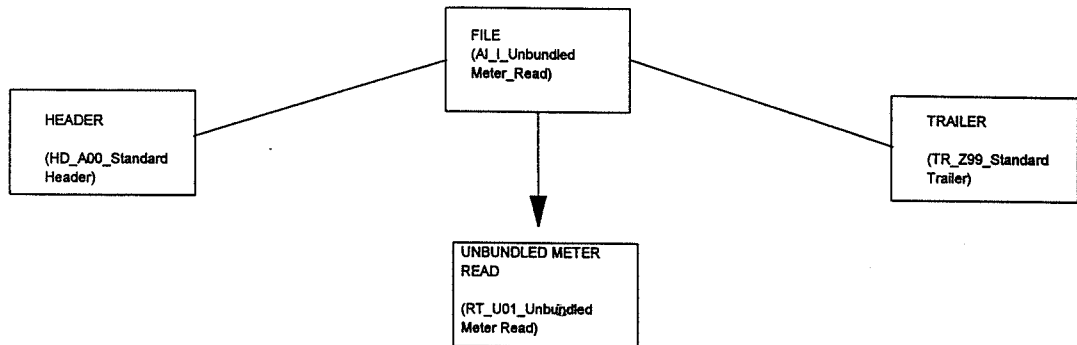 FILE
(AI_I_Unbundled
Meter_Read)
HEADER
(HD_A00_Standard
Header)
TRAILER
(TR_Z99_Standard
Trailer)
UNBUNDLED METER
READ
(RT_U01_Unbundled
Meter Read)